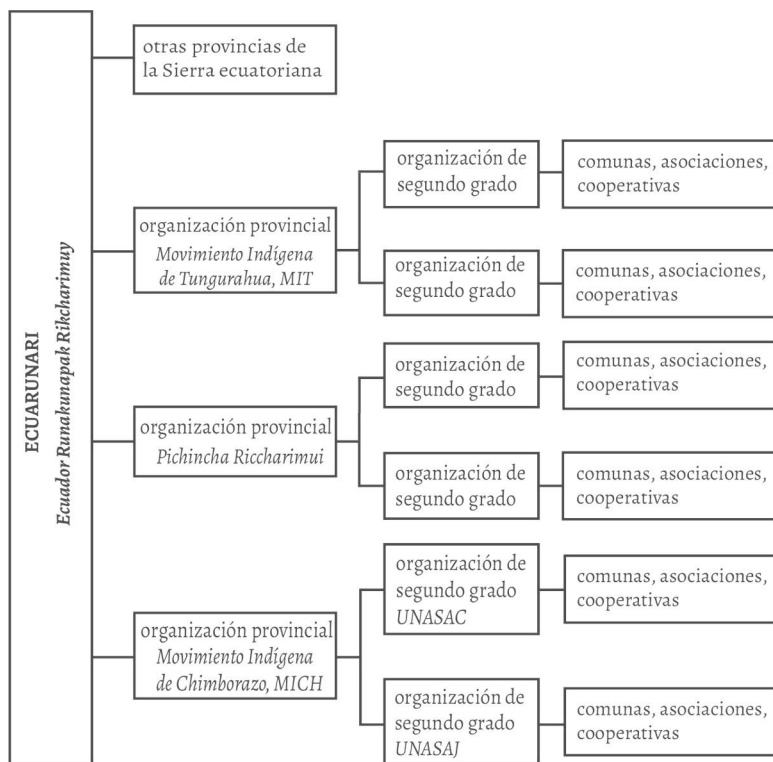 ECUARUNARI
Ecuador Runakunapak Rikcharimuy
otras provincias de
la Sierra ecuatoriana
organización provincial
Movimiento Indígena
de Tungurahua, MIT
organización de
segundo grado
comunas, asociaciones,
cooperativas
organización de
segundo grado
comunas, asociaciones,
cooperativas
organización provincial
Pichincha Riccharimui
organización de
segundo grado
comunas, asociaciones,
cooperativas
organización de
segundo grado
comunas, asociaciones,
cooperativas
organización provincial
Movimiento Indígena
de Chimborazo, MICH
organización de
segundo grado
UNASAC
comunas, asociaciones,
cooperativas
organización de
segundo grado
UNASAJ
comunas, asociaciones,
cooperativas